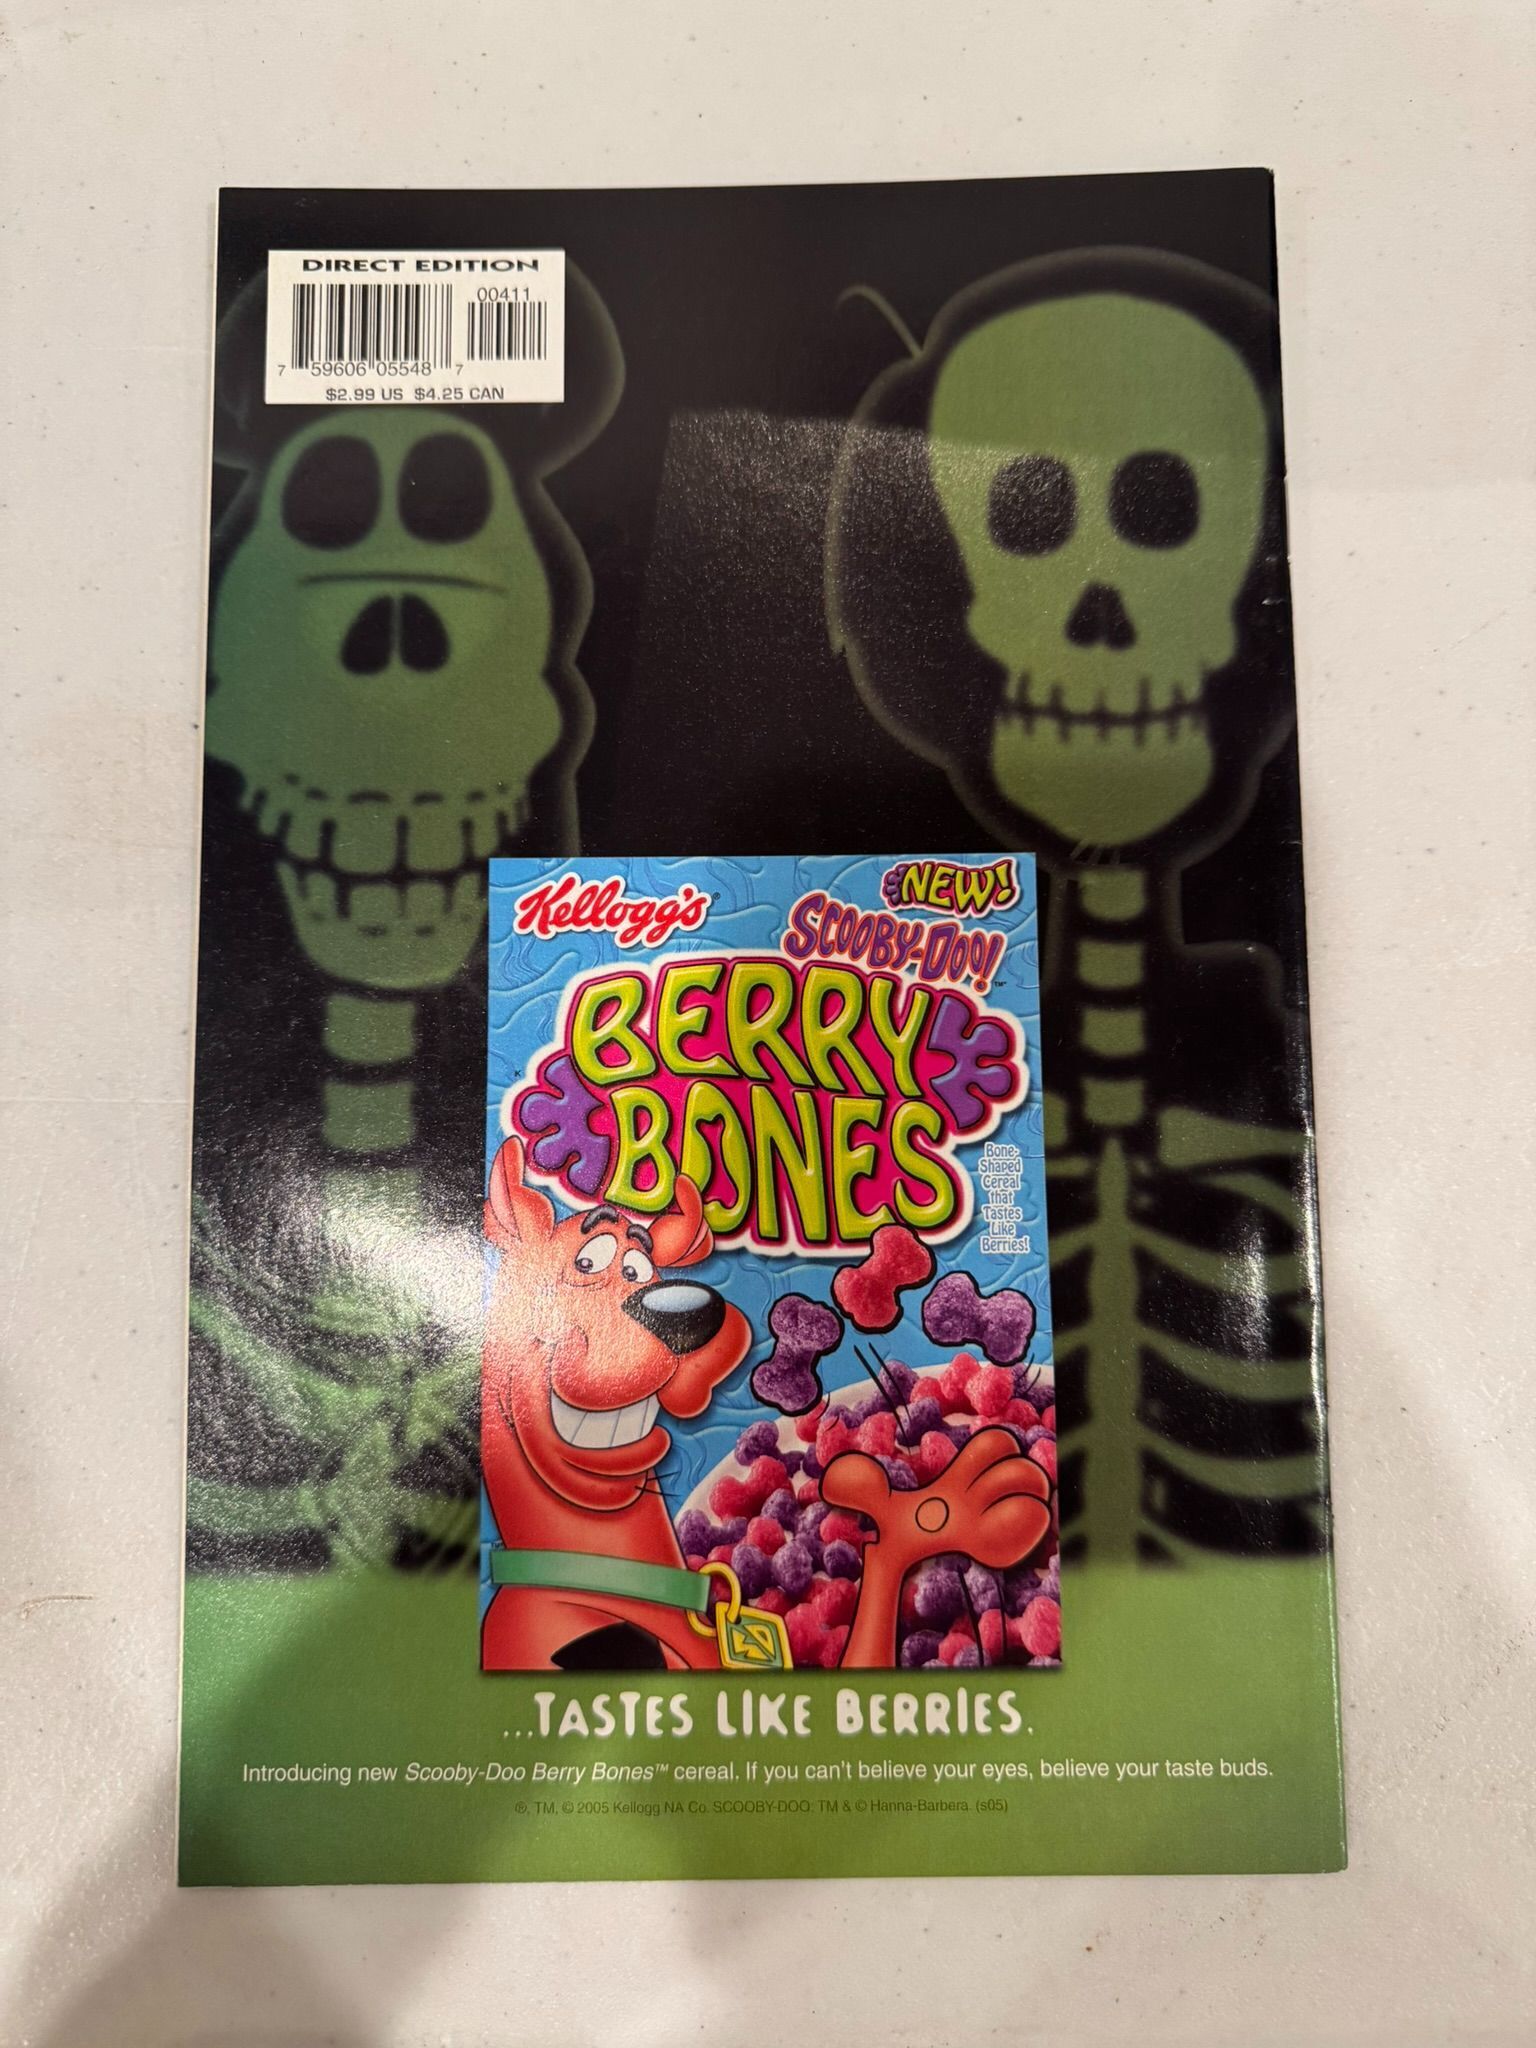 DIRECT EDITION
00411
7 59606 05548 7
$2.99 US $4.25 CAN
Kellogg's®
NEW!
SCOOBY-DOO!™
BERRY
BONES
K
Bone-
Shaped
Cereal
that
Tastes
Like
Berries!
SD
...TASTES LIKE BERRIES.
Introducing new Scooby-Doo Berry Bones™ cereal. If you can't believe your eyes, believe your taste buds.
®, TM, © 2005 Kellogg NA Co. SCOOBY-DOO: TM & © Hanna-Barbera. (s05)